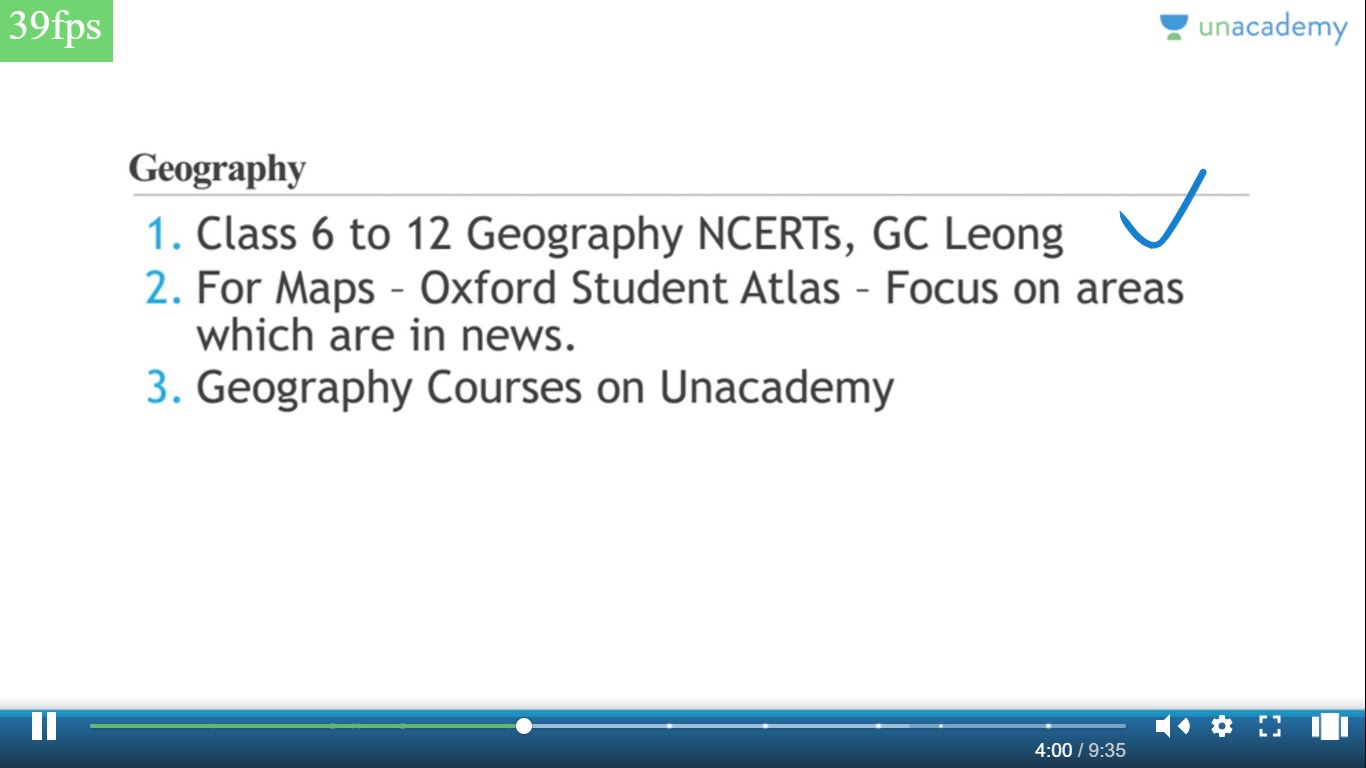 39fps
unacademy
Geography
1. Class 6 to 12 Geography NCERTs, GC Leong
2. For Maps – Oxford Student Atlas – Focus on areas
which are in news.
3. Geography Courses on Unacademy
4:00 / 9:35